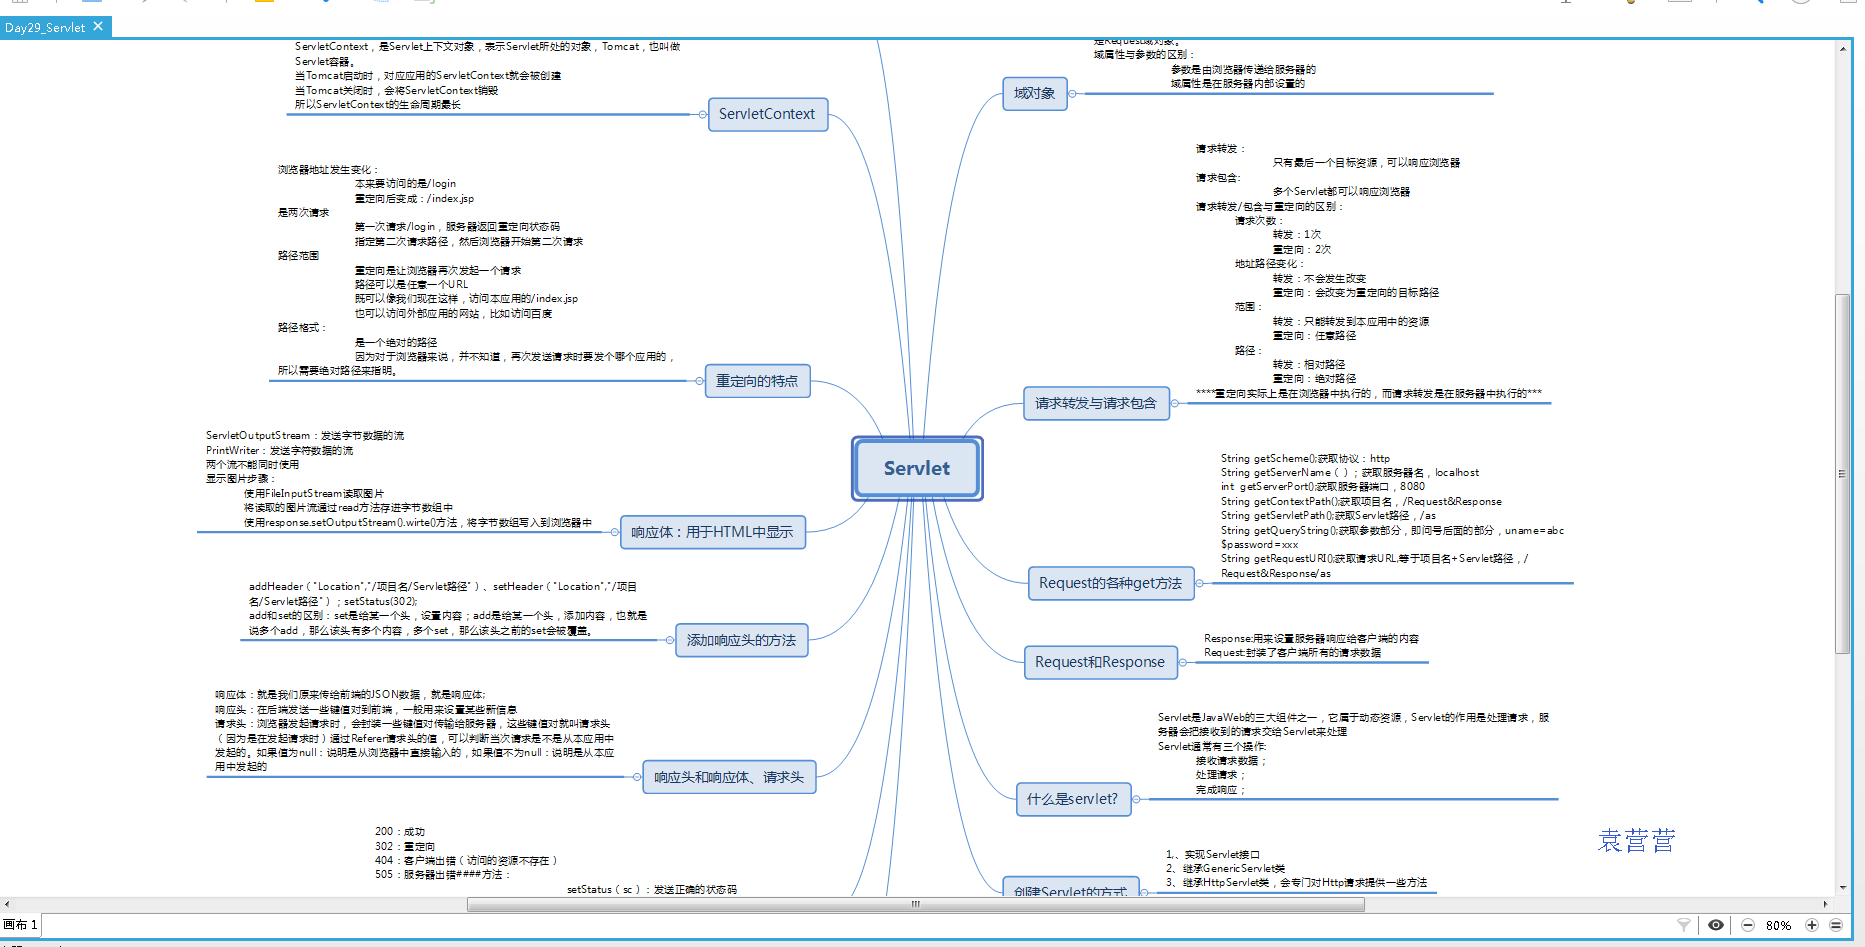 Day29_Servlet
ServletContext，是Servlet上下文对象，表示Servlet所处的对象，Tomcat，也叫做
Servlet容器。
当Tomcat启动时，对应应用的ServletContext就会被创建
当Tomcat关闭时，会将ServletContext销毁
所以ServletContext的生命周期最长
ServletContext
浏览器地址发生变化：
本来要访问的是/login
重定向后变成：/index.jsp
是两次请求
第一次请求/login，服务器返回重定向状态码
指定第二次请求路径，然后浏览器开始第二次请求
路径范围
重定向是让浏览器再次发起一个请求
路径可以是任意一个URL
既可以像我们现在这样，访问本应用的/index.jsp
也可以访问外部应用的网站，比如访问百度
路径格式：
是一个绝对的路径
因为对于浏览器来说，并不知道，再次发送请求时要发个哪个应用的，
所以需要绝对路径来指明。
重定向的特点
ServletOutputStream：发送字节数据的流
PrintWriter：发送字符数据的流
两个流不能同时使用
显示图片步骤：
使用FileInputStream读取图片
将读取的图片流通过read方法存进字节数组中
使用response.setOutputStream().wirte()方法，将字节数组写入到浏览器中
响应体：用于HTML中显示
addHeader（"Location","/项目名/Servlet路径"）、setHeader（"Location","/项目
名/Servlet路径"）；setStatus(302);
add和set的区别：set是给某一个头，设置内容；add是给某一个头，添加内容，也就是
说多个add，那么该头有多个内容，多个set，那么该头之前的set会被覆盖。
添加响应头的方法
响应体：就是我们原来传给前端的JSON数据，就是响应体;
响应头：在后端发送一些键值对到前端，一般用来设置某些新信息
请求头：浏览器发起请求时，会封装一些键值对传输给服务器，这些键值对就叫请求头
（因为是在发起请求时）通过Referer请求头的值，可以判断当次请求是不是从本应用中
发起的。如果值为null：说明是从浏览器中直接输入的，如果值不为null：说明是从本应
用中发起的
响应头和响应体、请求头
200：成功
302：重定向
404：客户端出错（访问的资源不存在）
505：服务器出错####方法：
setStatus（sc）：发送正确的状态码
Servlet
是Request域对象。
域属性与参数的区别：
参数是由浏览器传递给服务器的
域属性是在服务器内部设置的
域对象
请求转发：
只有最后一个目标资源，可以响应浏览器
请求包含:
多个Servlet都可以响应浏览器
请求转发/包含与重定向的区别：
请求次数：
转发：1次
重定向：2次
地址路径变化：
转发：不会发生改变
重定向：会改变为重定向的目标路径
范围：
转发：只能转发到本应用中的资源
重定向：任意路径
路径：
转发：相对路径
重定向：绝对路径
****重定向实际上是在浏览器中执行的，而请求转发是在服务器中执行的***
请求转发与请求包含
String getScheme();获取协议：http
String getServerName（）；获取服务器名，localhost
int  getServerPort();获取服务器端口，8080
String getContextPath();获取项目名，/Request&Response
String getServletPath();获取Servlet路径，/as
String getQueryString();获取参数部分，即问号后面的部分，uname=abc
$password=xxx
String getRequestURI();获取请求URL,等于项目名+Servlet路径，/
Request&Response/as
Request的各种get方法
Response:用来设置服务器响应给客户端的内容
Request:封装了客户端所有的请求数据
Request和Response
Servlet是JavaWeb的三大组件之一，它属于动态资源，Servlet的作用是处理请求，服
务器会把接收到的请求交给Servlet来处理
Servlet通常有三个操作:
接收请求数据；
处理请求；
完成响应；
什么是servlet?
袁营营
1,、实现Servlet接口
2、继承GenericServlet类
3、继承HttpServlet类，会专门对Http请求提供一些方法
创建Servlet的方式
画布 1
80%